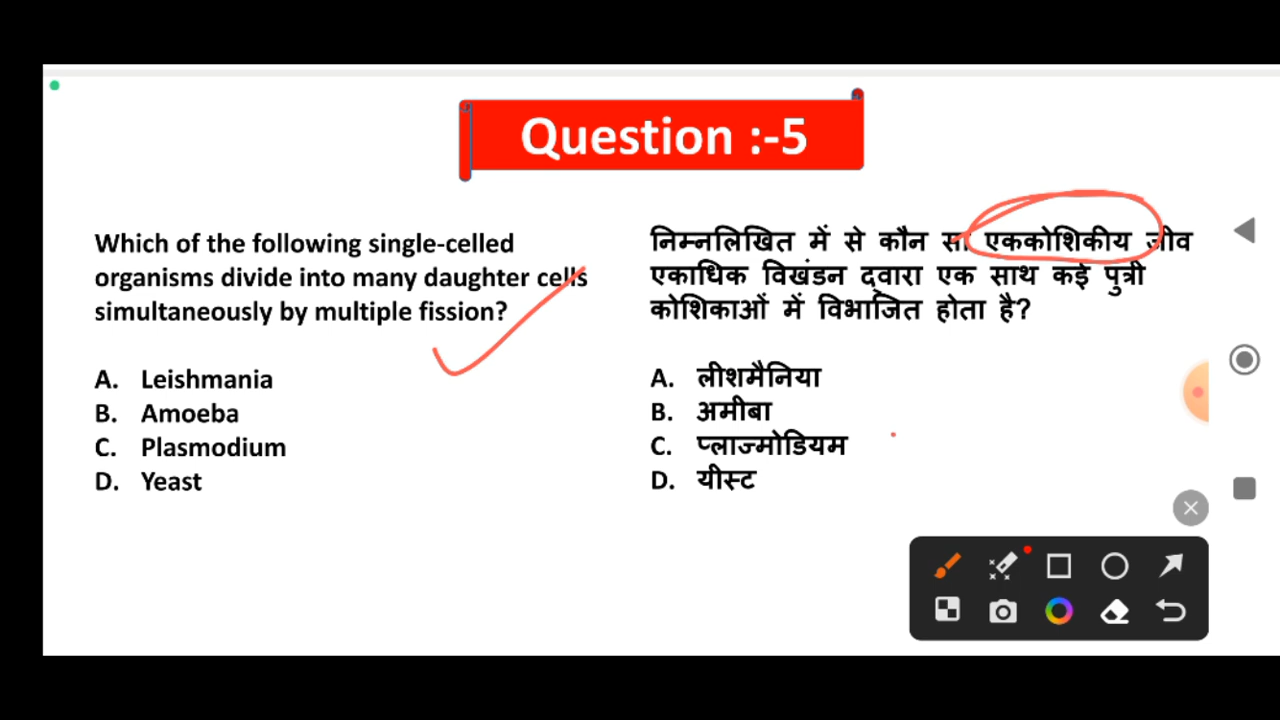 Question :-5
Which of the following single-celled
organisms divide into many daughter cells
simultaneously by multiple fission?
A. Leishmania
B. Amoeba
C. Plasmodium
D. Yeast
निम्नलिखित में से कौन सा एककोशिकीय जीव
एकाधिक विखंडन द्वारा एक साथ कई पुत्री
कोशिकाओं में विभाजित होता है?
A. लीशमैनिया
B. अमीबा
C. प्लाज्मोडियम
D. यीस्ट